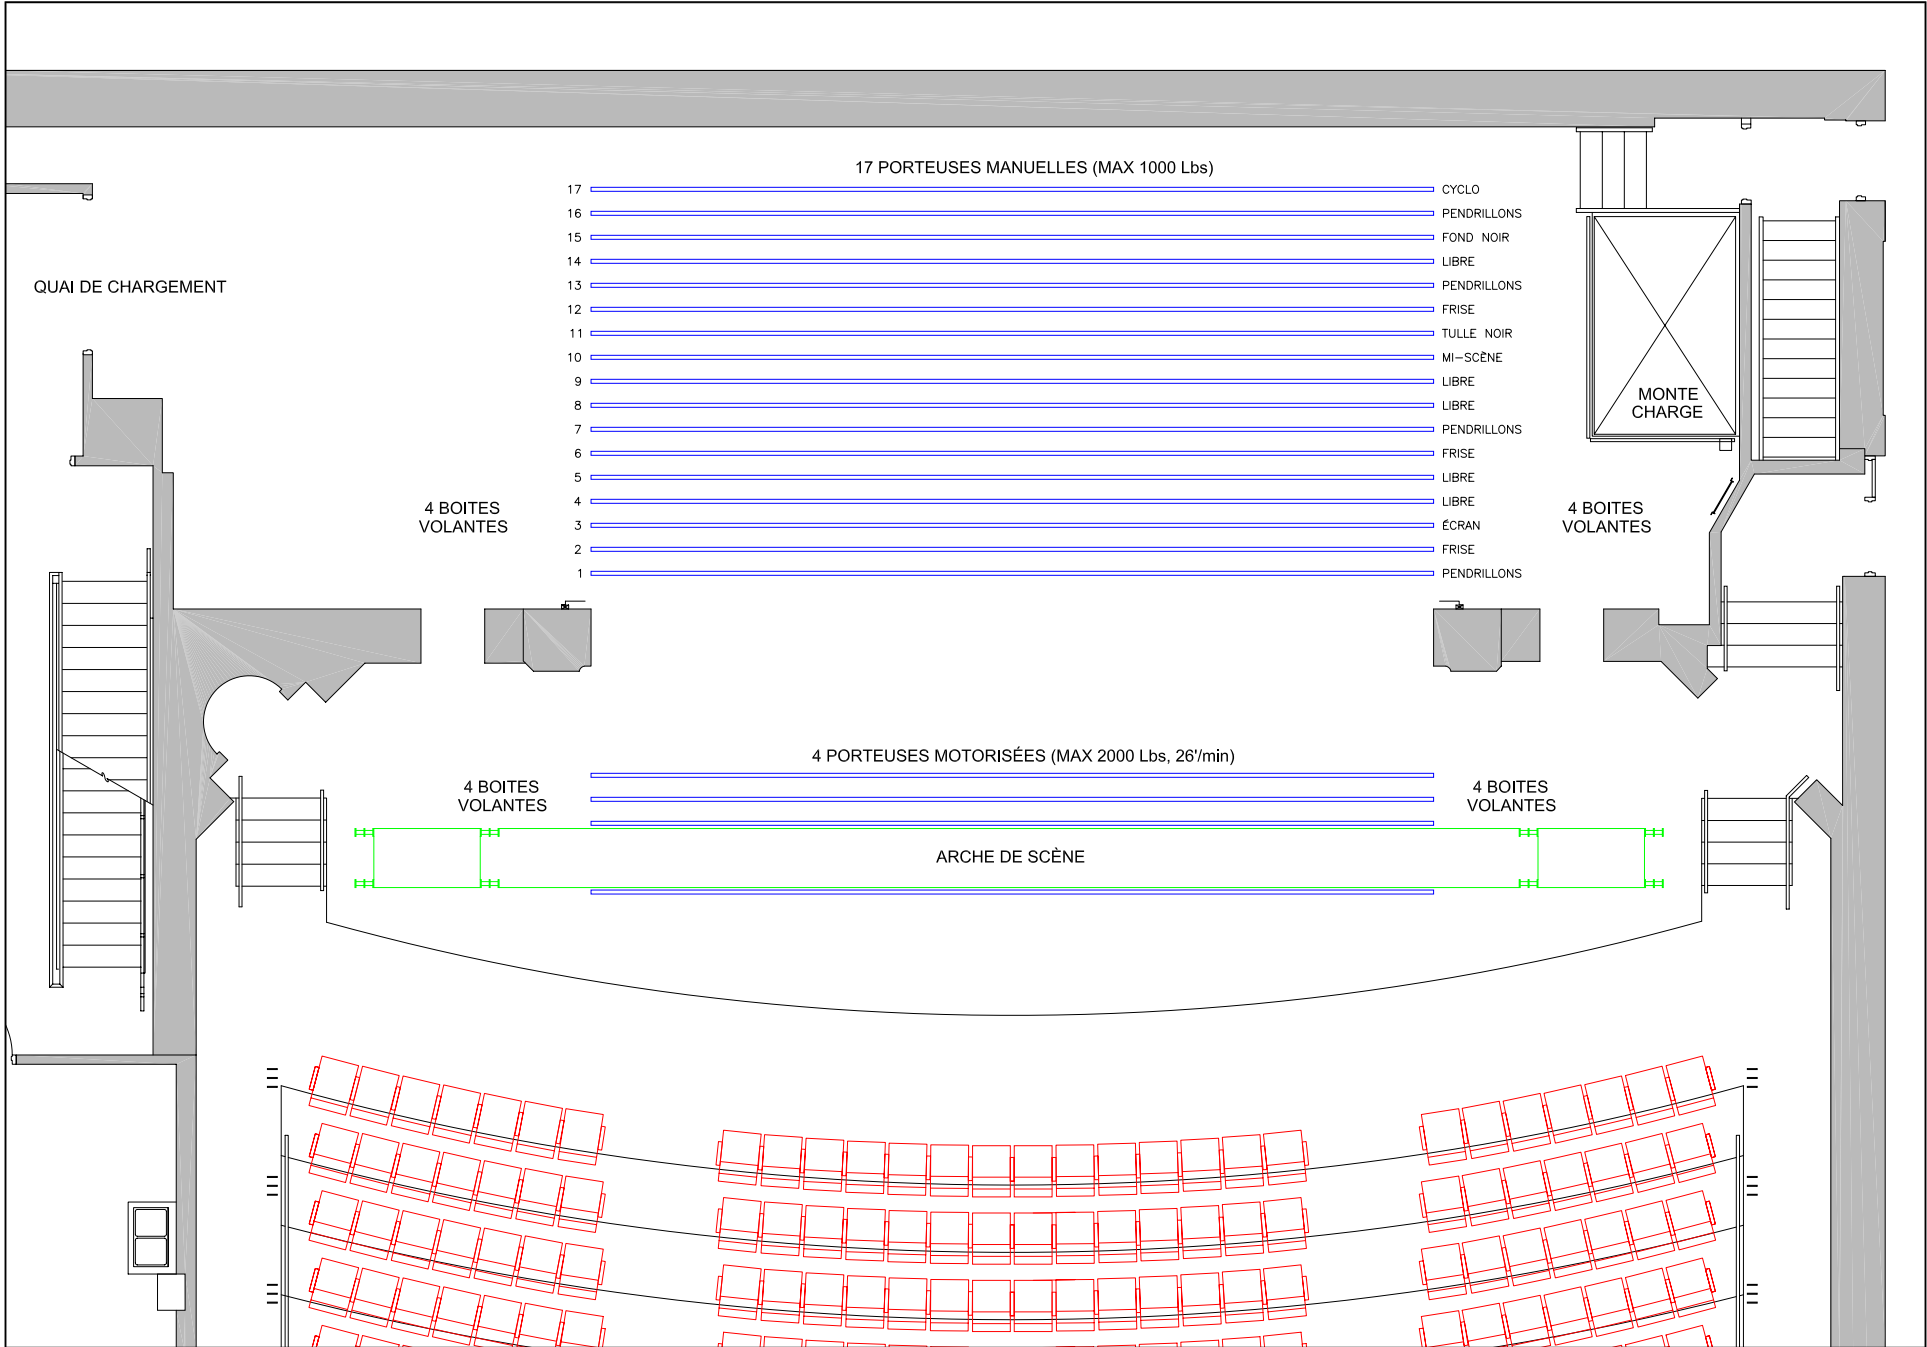 17 PORTEUSES MANUELLES (MAX 1000 Lbs)
17 CYCLO
16 PENDRILLONS
15 FOND NOIR
14 LIBRE
13 PENDRILLONS
12 FRISE
11 TULLE NOIR
10 MI-SCÈNE
9 LIBRE
8 LIBRE
7 PENDRILLONS
6 FRISE
5 LIBRE
4 LIBRE
3 ÉCRAN
2 FRISE
1 PENDRILLONS
QUAI DE CHARGEMENT
MONTE
CHARGE
4 BOITES
VOLANTES
4 BOITES
VOLANTES
4 PORTEUSES MOTORISÉES (MAX 2000 Lbs, 26'/min)
4 BOITES
VOLANTES
4 BOITES
VOLANTES
ARCHE DE SCÈNE